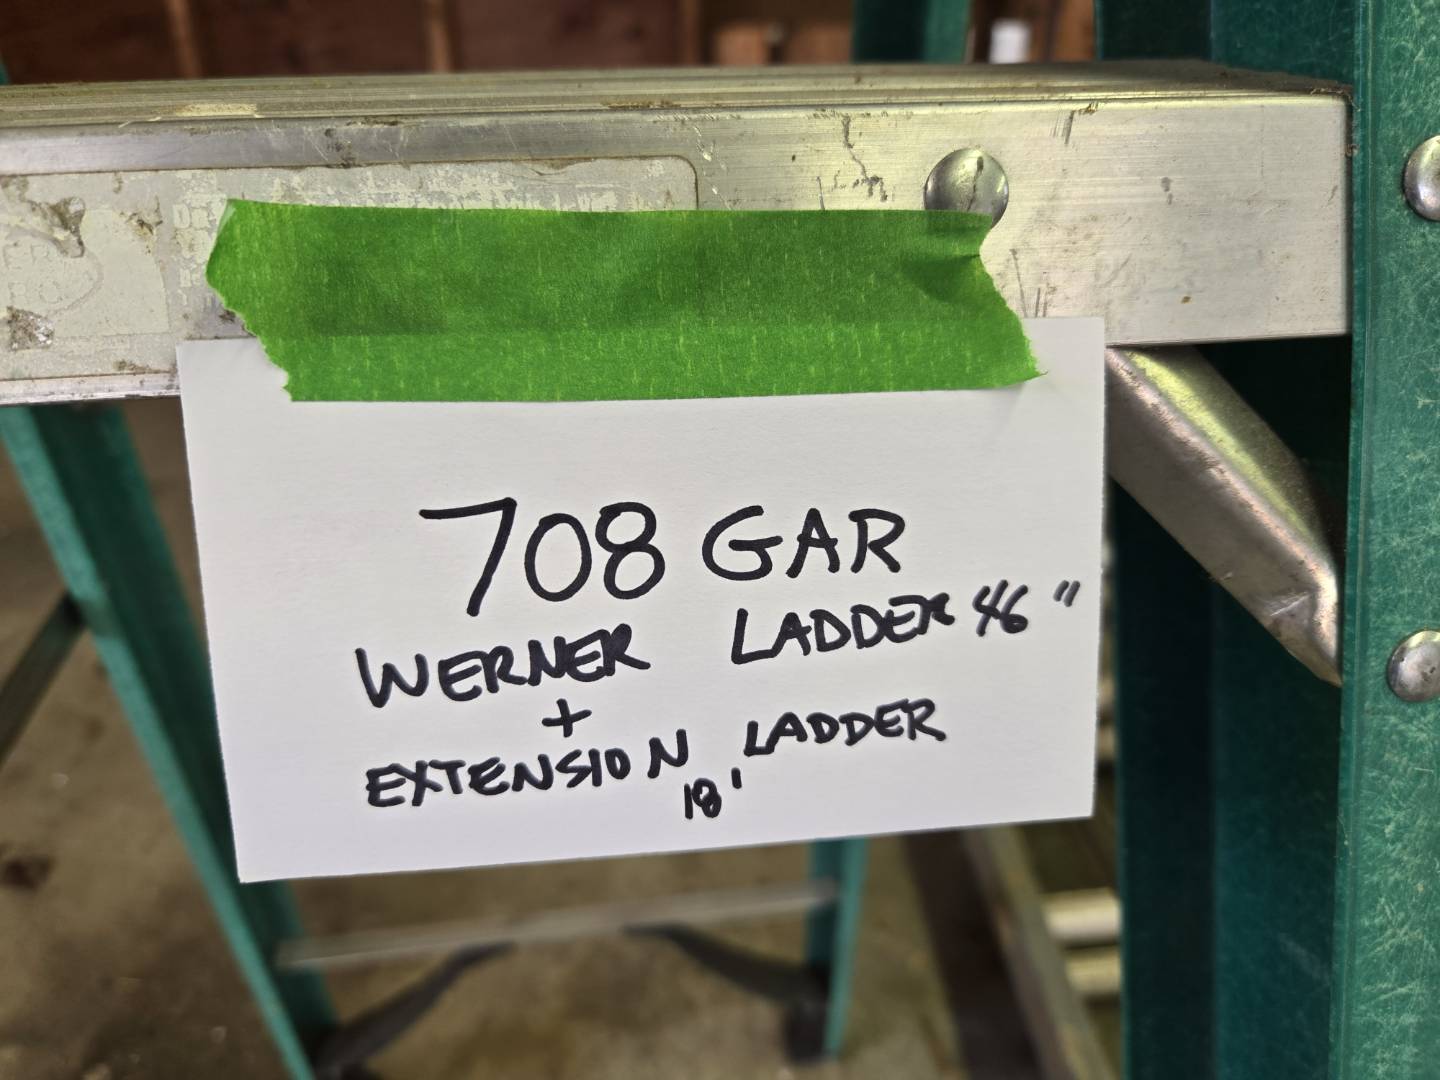 708 GAR
WERNER LADDER 46"
+
EXTENSION LADDER
18'